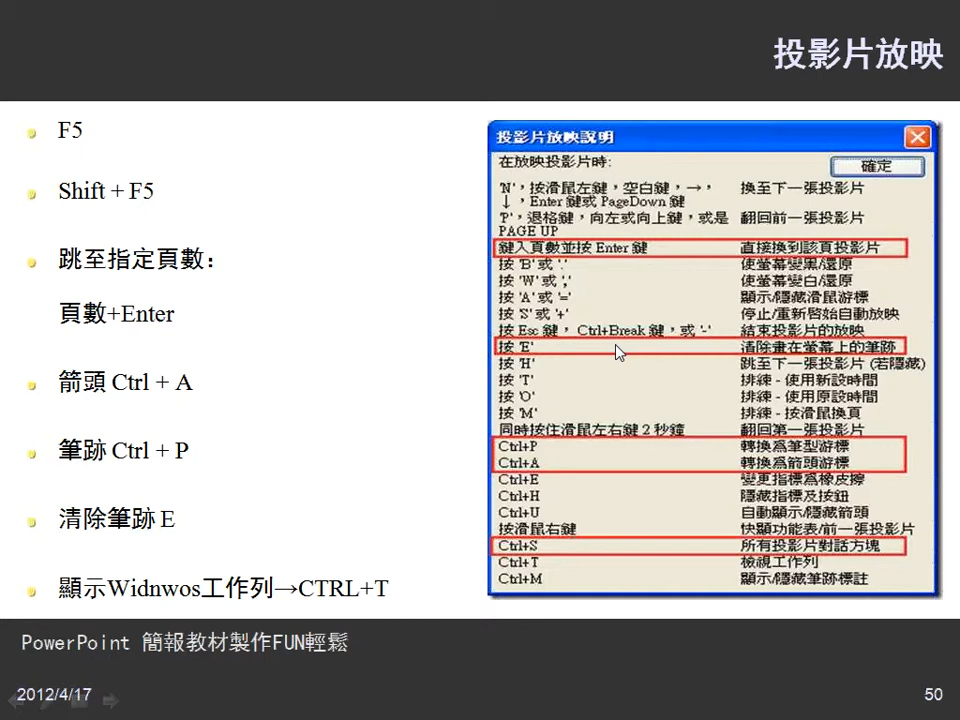 投影片放映
F5
Shift + F5
跳至指定頁數：
頁數+Enter
箭頭 Ctrl + A
筆跡 Ctrl + P
清除筆跡 E
顯示Widnwos工作列→CTRL+T
投影片放映說明
在放映投影片時:
確定
'N'，按滑鼠左鍵，空白鍵，→， 換至下一張投影片
↓，Enter 鍵或 PageDown 鍵
'P'，退格鍵，向左或向上鍵，或是 翻回前一張投影片
PAGE UP
鍵入頁數並按 Enter 鍵 直接換到該頁投影片
按 'B' 或 '.' 使螢幕變黑/還原
按 'W' 或 ',' 使螢幕變白/還原
按 'A' 或 '=' 顯示/隱藏滑鼠游標
按 'S' 或 '+' 停止/重新啓始自動放映
按 Esc 鍵， Ctrl+Break 鍵，或 '-' 結束投影片的放映
按 'E' 清除畫在螢幕上的筆跡
按 'H' 跳至下一張投影片 (若隱藏)
按 'T' 排練 - 使用新設時間
按 'O' 排練 - 使用原設時間
按 'M' 排練 - 按滑鼠換頁
同時按住滑鼠左右鍵 2 秒鐘 翻回第一張投影片
Ctrl+P 轉換爲筆型游標
Ctrl+A 轉換爲箭頭游標
Ctrl+E 變更指標爲橡皮擦
Ctrl+H 隱藏指標及按鈕
Ctrl+U 自動顯示/隱藏箭頭
按滑鼠右鍵 快顯功能表/前一張投影片
Ctrl+S 所有投影片對話方塊
Ctrl+T 檢視工作列
Ctrl+M 顯示/隱藏筆跡標註
PowerPoint 簡報教材製作FUN輕鬆
2012/4/17
50